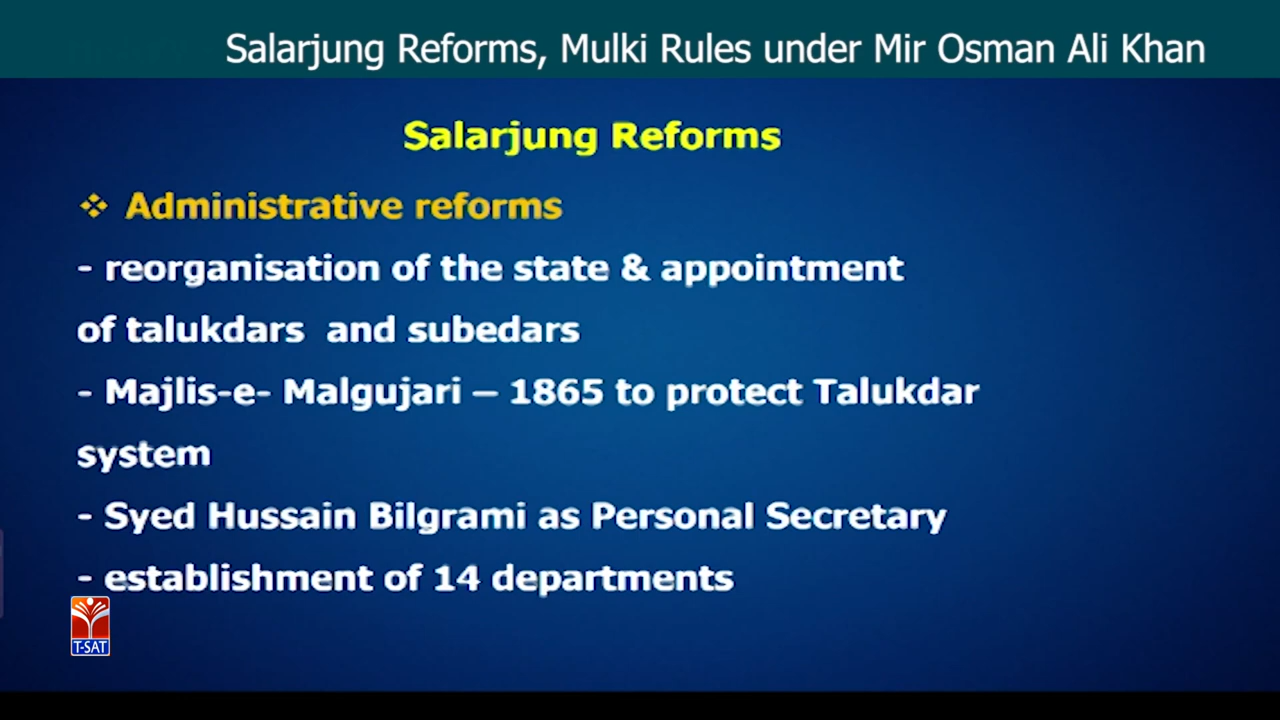 Salarjung Reforms, Mulki Rules under Mir Osman Ali Khan
Salarjung Reforms
❖ Administrative reforms
- reorganisation of the state & appointment
of talukdars and subedars
- Majlis-e- Malgujari – 1865 to protect Talukdar
system
- Syed Hussain Bilgrami as Personal Secretary
- establishment of 14 departments
T-SAT